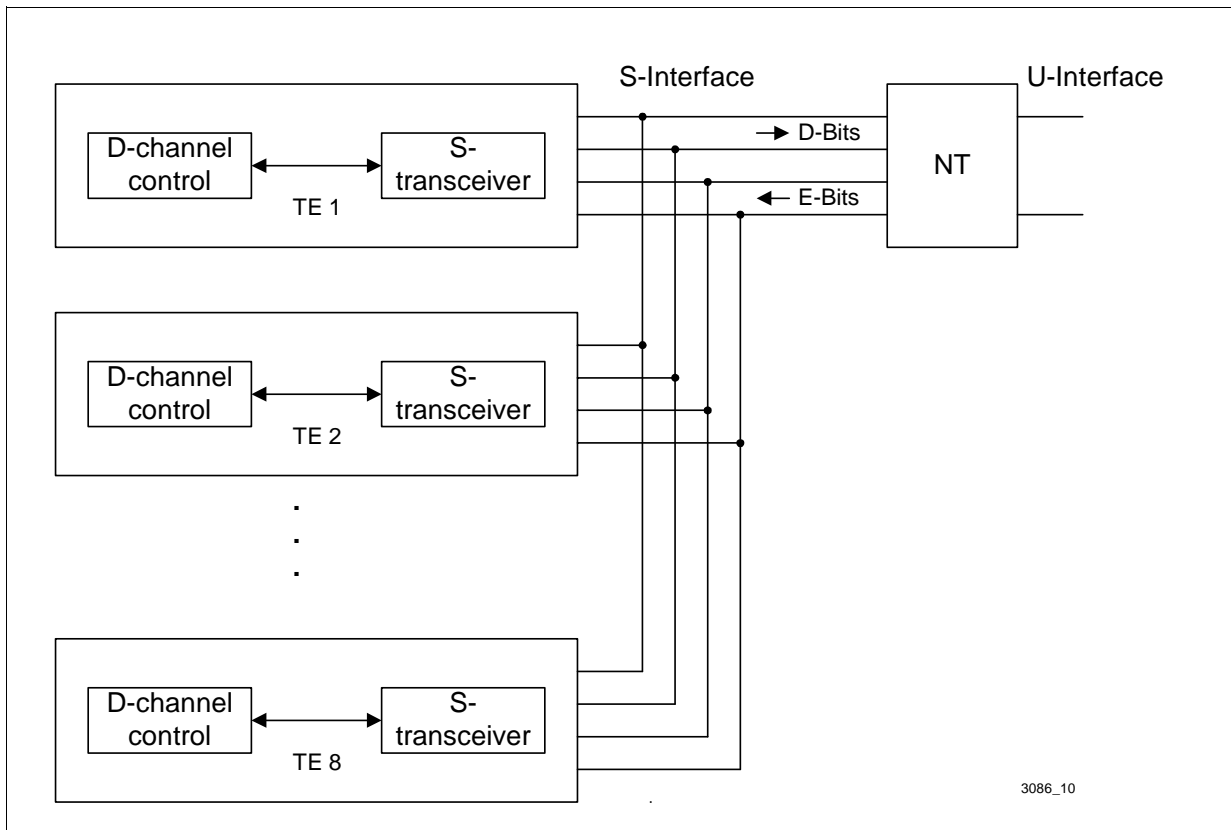 S-Interface
U-Interface
D-channel
control
S-
transceiver
TE 1
D-Bits
E-Bits
NT
D-channel
control
S-
transceiver
TE 2
D-channel
control
S-
transceiver
TE 8
3086_10